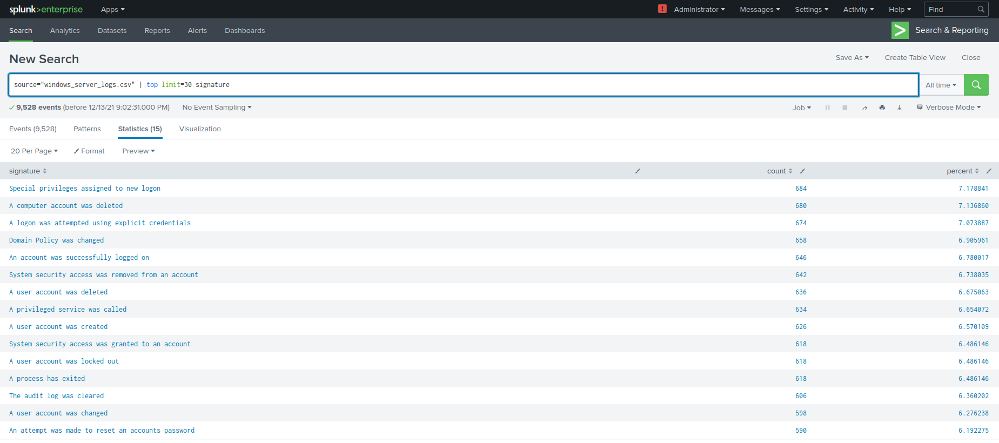 splunk>enterprise Apps ! Administrator Messages Settings Activity Help Find
Search Analytics Datasets Reports Alerts Dashboards > Search & Reporting
New Search Save As Create Table View Close
source="windows_server_logs.csv" | top limit=30 signature All time
9,528 events (before 12/13/21 9:02:31.000 PM) No Event Sampling Job Verbose Mode
Events (9,528) Patterns Statistics (15) Visualization
20 Per Page Format Preview
signature count percent
Special privileges assigned to new logon 684 7.178841
A computer account was deleted 680 7.136860
A logon was attempted using explicit credentials 674 7.073887
Domain Policy was changed 658 6.905961
An account was successfully logged on 646 6.780017
System security access was removed from an account 642 6.738035
A user account was deleted 636 6.675063
A privileged service was called 634 6.654072
A user account was created 626 6.570109
System security access was granted to an account 618 6.486146
A user account was locked out 618 6.486146
A process has exited 618 6.486146
The audit log was cleared 606 6.360202
A user account was changed 598 6.276238
An attempt was made to reset an accounts password 590 6.192275